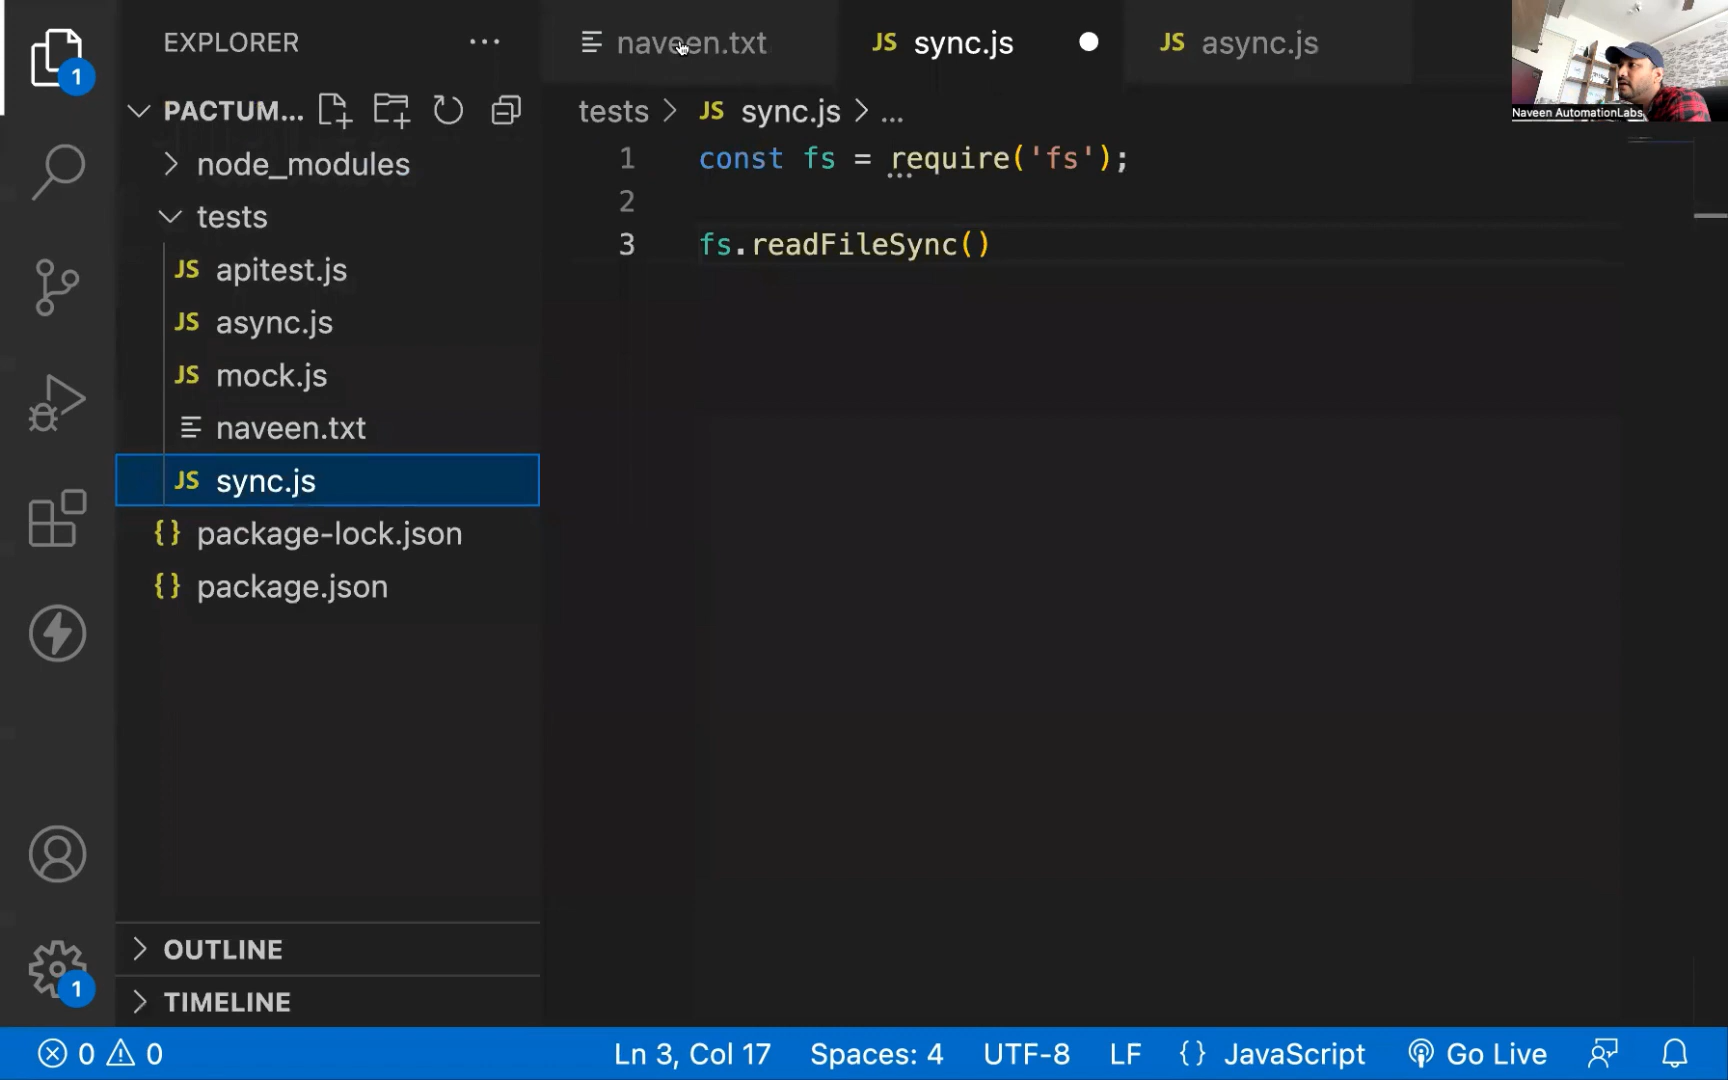 EXPLORER
PACTUM...
node_modules
tests
JS apitest.js
JS async.js
JS mock.js
naveen.txt
JS sync.js
{} package-lock.json
{} package.json
OUTLINE
TIMELINE
1
1
naveen.txt
JS sync.js
JS async.js
tests > JS sync.js > ...
1 const fs = require('fs');
2
3 fs.readFileSync()
Naveen AutomationLabs
0 0 Ln 3, Col 17 Spaces: 4 UTF-8 LF {} JavaScript Go Live